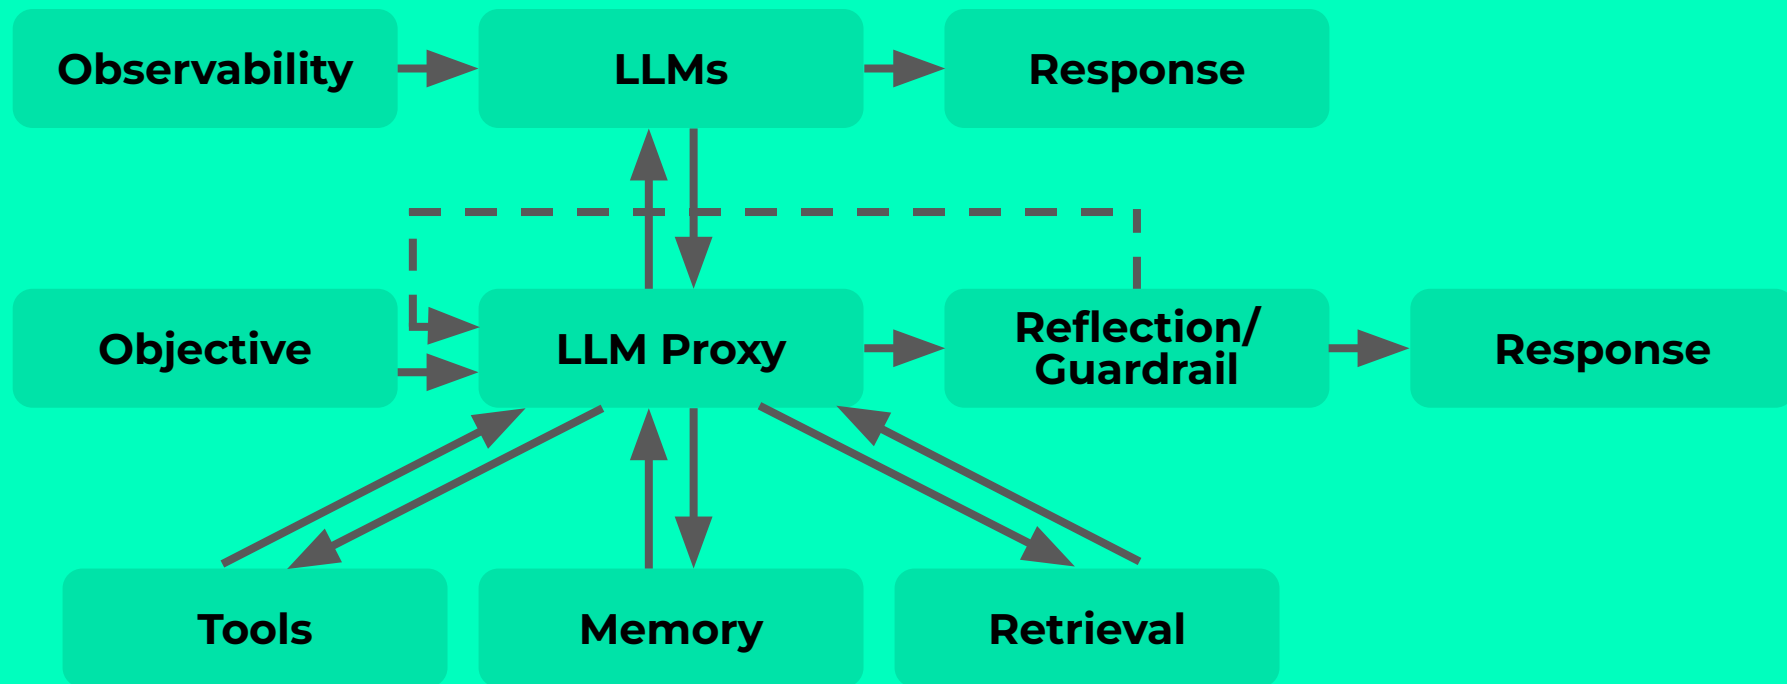 Observability
LLMs
Response
Objective
LLM Proxy
Reflection/
Guardrail
Response
Tools
Memory
Retrieval